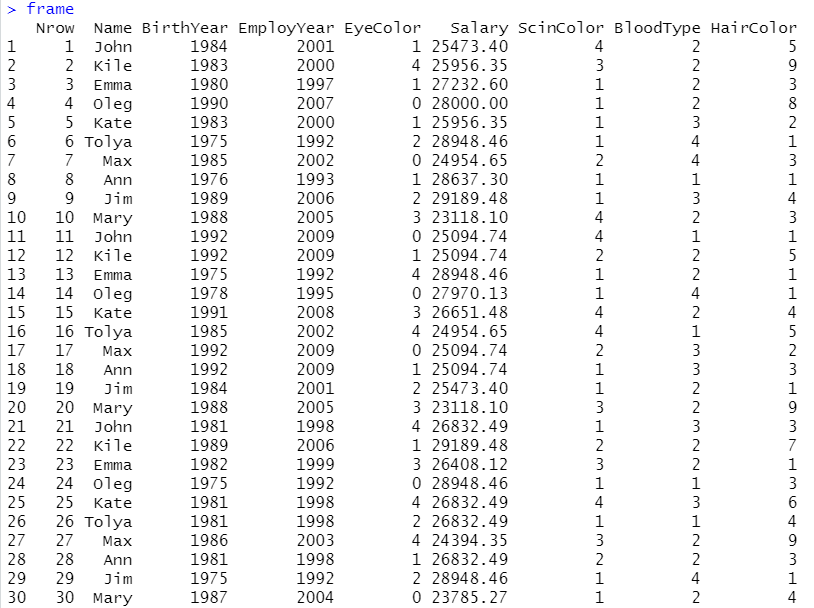 > frame
Nrow Name BirthYear EmployYear EyeColor Salary ScinColor BloodType HairColor
1 1 John 1984 2001 1 25473.40 4 2 5
2 2 Kile 1983 2000 4 25956.35 3 2 9
3 3 Emma 1980 1997 1 27232.60 1 2 3
4 4 Oleg 1990 2007 0 28000.00 1 2 8
5 5 Kate 1983 2000 1 25956.35 1 3 2
6 6 Tolya 1975 1992 2 28948.46 1 4 1
7 7 Max 1985 2002 0 24954.65 2 4 3
8 8 Ann 1976 1993 1 28637.30 1 1 1
9 9 Jim 1989 2006 2 29189.48 1 3 4
10 10 Mary 1988 2005 3 23118.10 4 2 3
11 11 John 1992 2009 0 25094.74 4 1 1
12 12 Kile 1992 2009 1 25094.74 2 2 5
13 13 Emma 1975 1992 4 28948.46 1 2 1
14 14 Oleg 1978 1995 0 27970.13 1 4 1
15 15 Kate 1991 2008 3 26651.48 4 2 4
16 16 Tolya 1985 2002 4 24954.65 4 1 5
17 17 Max 1992 2009 0 25094.74 2 3 2
18 18 Ann 1992 2009 1 25094.74 1 3 3
19 19 Jim 1984 2001 2 25473.40 1 2 1
20 20 Mary 1988 2005 3 23118.10 3 2 9
21 21 John 1981 1998 4 26832.49 1 3 3
22 22 Kile 1989 2006 1 29189.48 2 2 7
23 23 Emma 1982 1999 3 26408.12 3 2 1
24 24 Oleg 1975 1992 0 28948.46 1 1 3
25 25 Kate 1981 1998 4 26832.49 4 3 6
26 26 Tolya 1981 1998 2 26832.49 1 1 4
27 27 Max 1986 2003 4 24394.35 3 2 9
28 28 Ann 1981 1998 1 26832.49 2 2 3
29 29 Jim 1975 1992 2 28948.46 1 4 1
30 30 Mary 1987 2004 0 23785.27 1 2 4